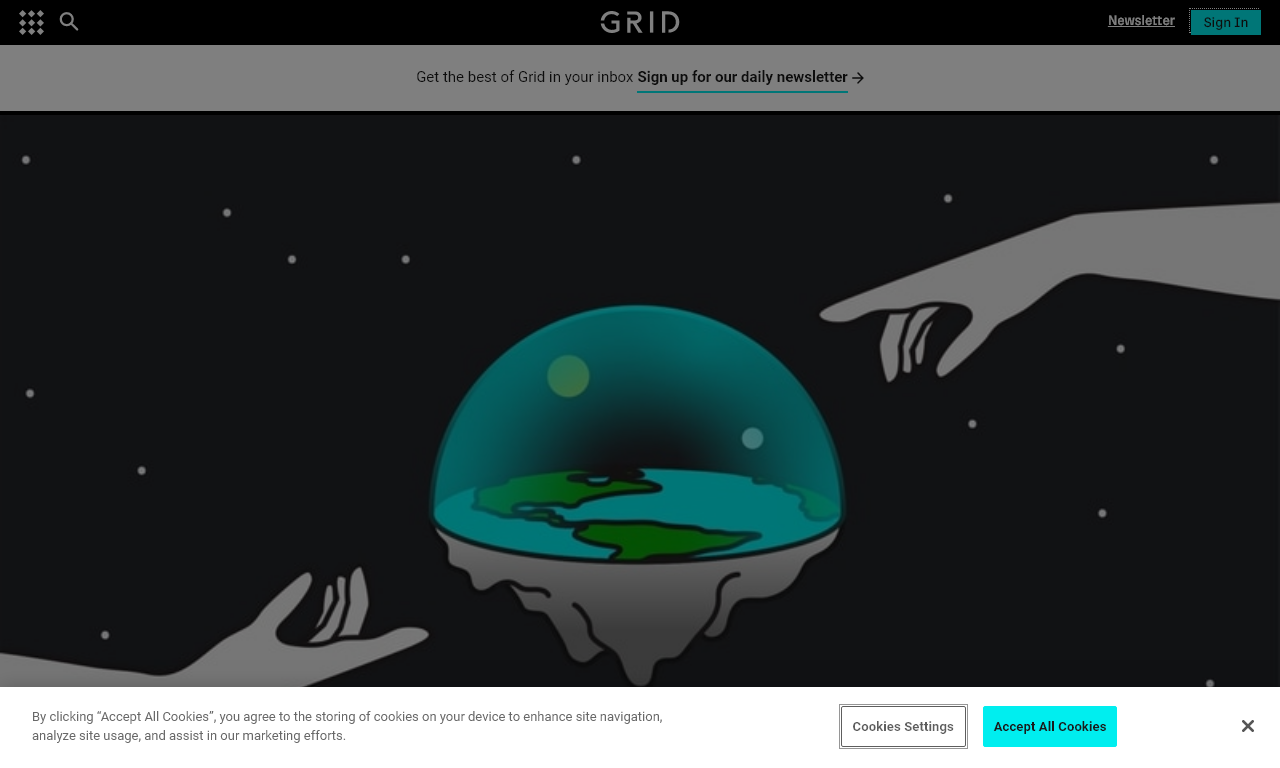 GRID
Newsletter
Sign In
Get the best of Grid in your inbox Sign up for our daily newsletter
By clicking “Accept All Cookies”, you agree to the storing of cookies on your device to enhance site navigation,
analyze site usage, and assist in our marketing efforts.
Cookies Settings
Accept All Cookies